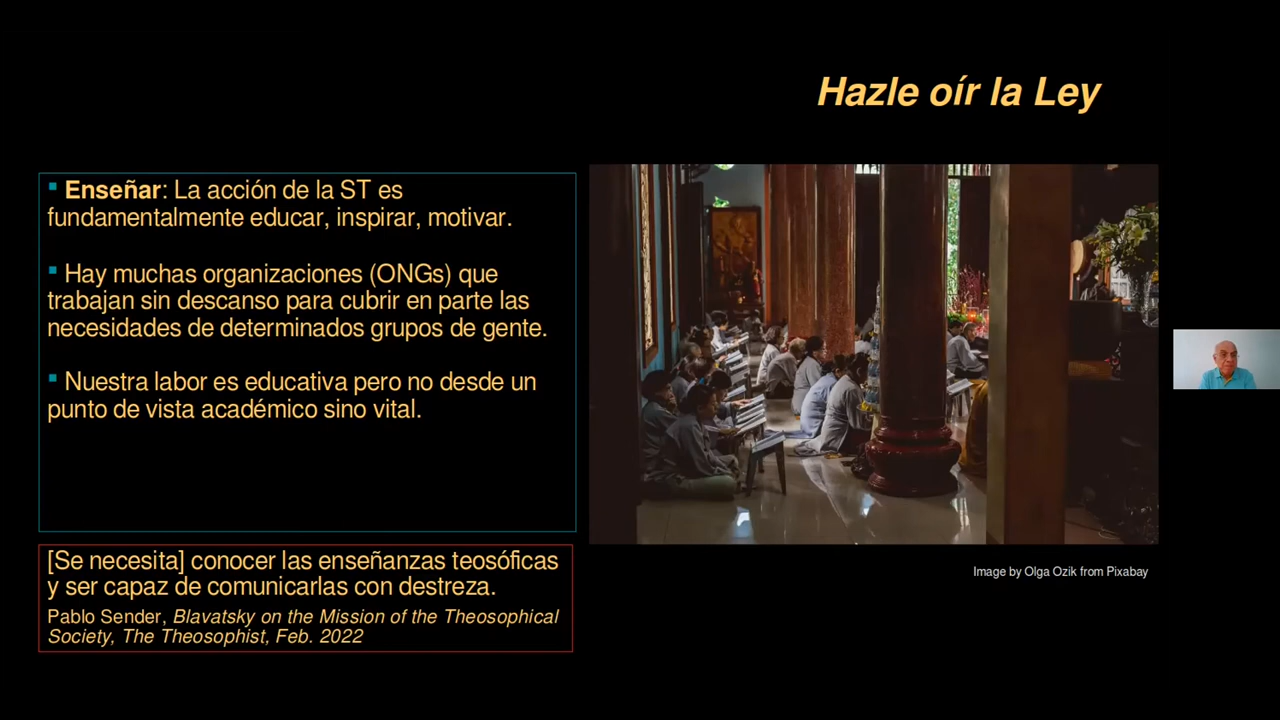 Hazle oír la Ley
▪ Enseñar: La acción de la ST es
fundamentalmente educar, inspirar, motivar.
▪ Hay muchas organizaciones (ONGs) que
trabajan sin descanso para cubrir en parte las
necesidades de determinados grupos de gente.
▪ Nuestra labor es educativa pero no desde un
punto de vista académico sino vital.
[Se necesita] conocer las enseñanzas teosóficas
y ser capaz de comunicarlas con destreza.
Pablo Sender, Blavatsky on the Mission of the Theosophical
Society, The Theosophist, Feb. 2022
Image by Olga Ozik from Pixabay